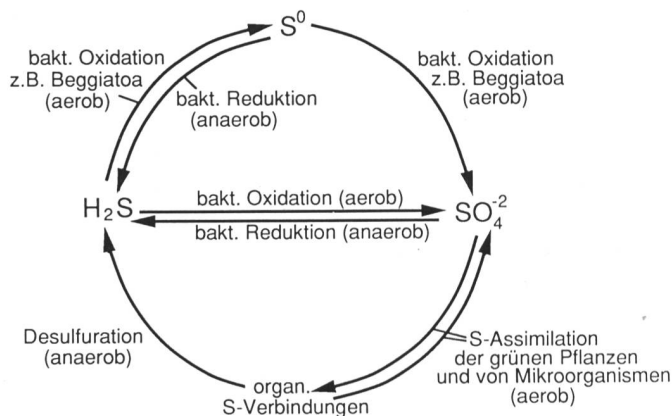 S⁰
bakt. Oxidation
z.B. Beggiatoa
(aerob)
bakt. Reduktion
(anaerob)
bakt. Oxidation
z.B. Beggiatoa
(aerob)
H₂S
bakt. Oxidation (aerob)
bakt. Reduktion (anaerob)
SO₄⁻²
Desulfuration
(anaerob)
S-Assimilation
der grünen Pflanzen
und von Mikroorganismen
(aerob)
organ.
S-Verbindungen